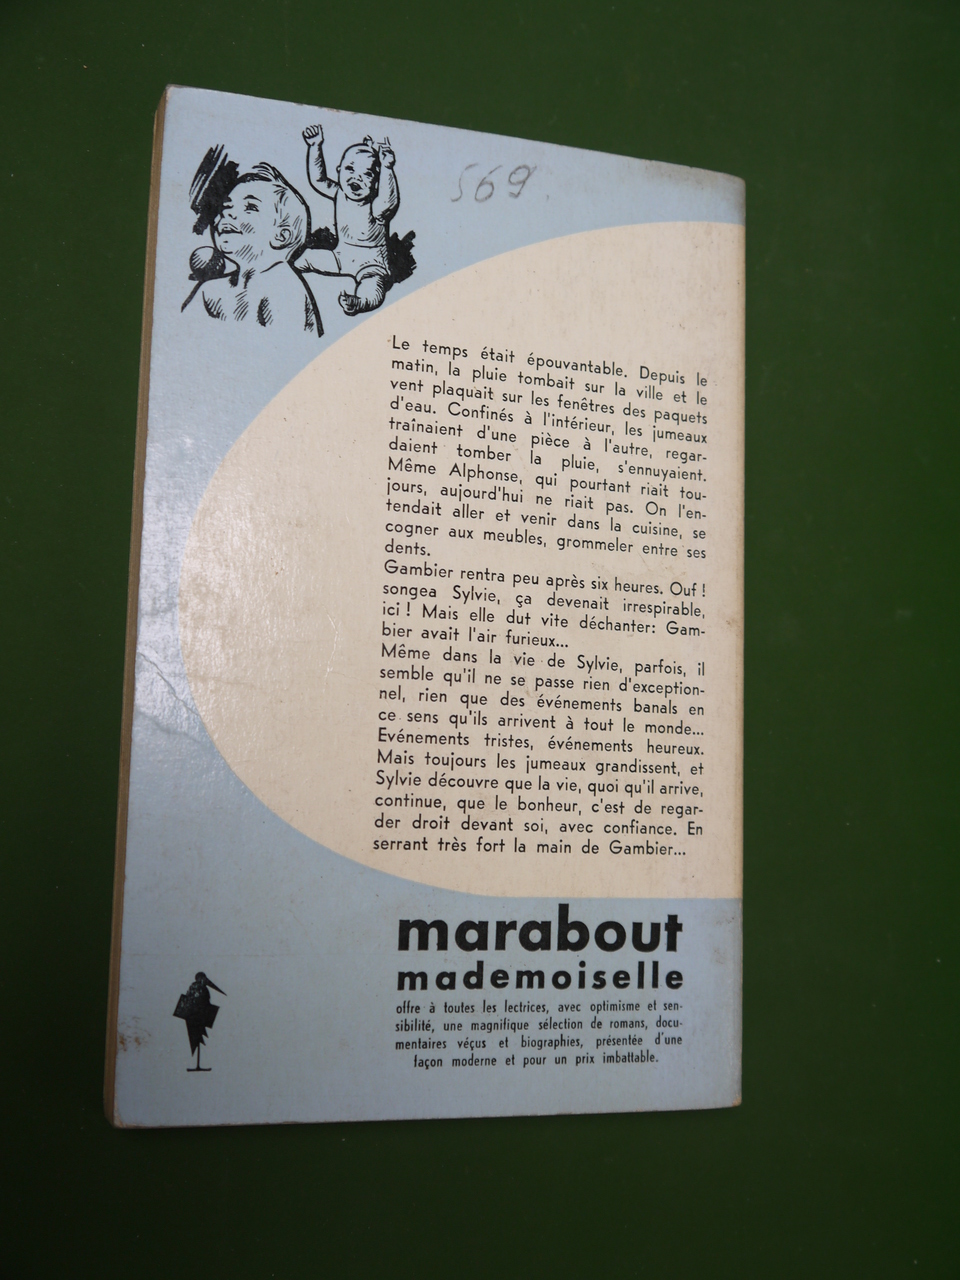 569.
Le temps était épouvantable. Depuis le
matin, la pluie tombait sur la ville et le
vent plaquait sur les fenêtres des paquets
d'eau. Confinés à l'intérieur, les jumeaux
traînaient d'une pièce à l'autre, regar-
daient tomber la pluie, s'ennuyaient.
Même Alphonse, qui pourtant riait tou-
jours, aujourd'hui ne riait pas. On l'en-
tendait aller et venir dans la cuisine, se
cogner aux meubles, grommeler entre ses
dents.
Gambier rentra peu après six heures. Ouf !
songea Sylvie, ça devenait irrespirable,
ici ! Mais elle dut vite déchanter: Gam-
bier avait l'air furieux...
Même dans la vie de Sylvie, parfois, il
semble qu'il ne se passe rien d'exception-
nel, rien que des événements banals en
ce sens qu'ils arrivent à tout le monde...
Evénements tristes, événements heureux.
Mais toujours les jumeaux grandissent, et
Sylvie découvre que la vie, quoi qu'il arrive,
continue, que le bonheur, c'est de regar-
der droit devant soi, avec confiance. En
serrant très fort la main de Gambier...
marabout
mademoiselle
offre à toutes les lectrices, avec optimisme et sen-
sibilité, une magnifique sélection de romans, docu-
mentaires véçus et biographies, présentée d'une
façon moderne et pour un prix imbattable.